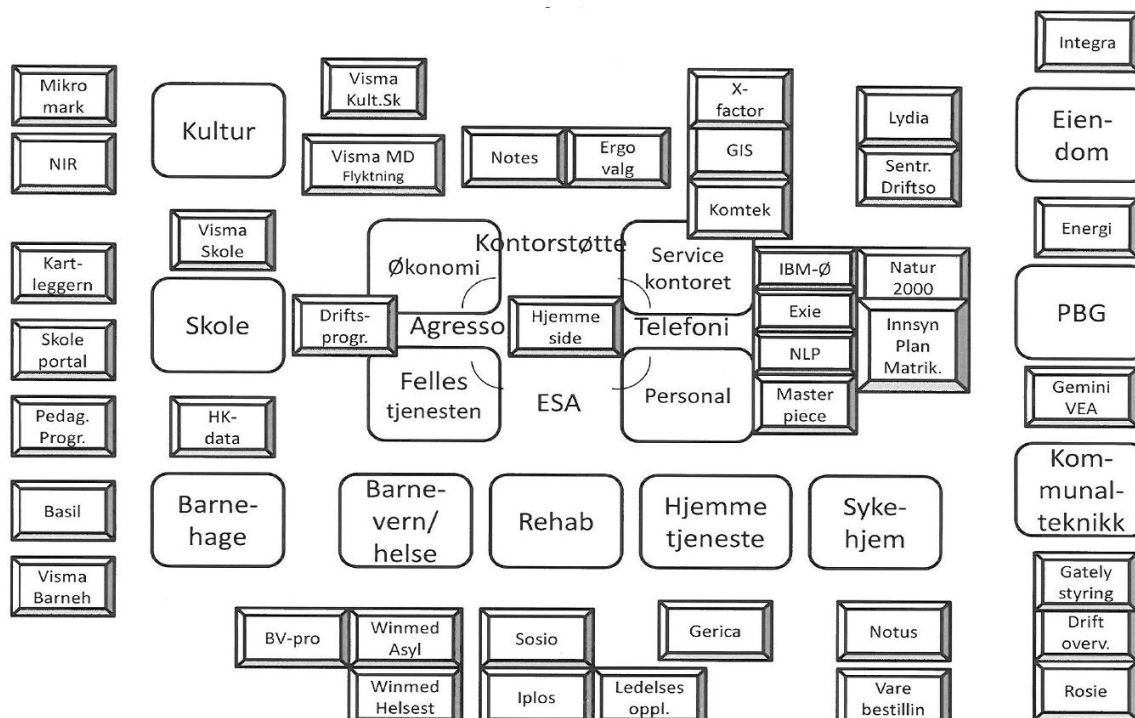 Integra
Mikro
mark
Kultur
Visma
Kult.Sk
X-
factor
Lydia
Eien-
dom
NIR
Visma MD
Flyktning
Notes
Ergo
valg
GIS
Sentr.
Driftso
Komtek
Visma
Skole
Økonomi
Kontorstøtte
Service
kontoret
Energi
Kart-
leggern
IBM-Ø
Natur
2000
Skole
Drifts-
progr.
Agresso
Hjemme
side
Telefoni
Exie
Innsyn
Plan
Matrik.
PBG
Skole
portal
Felles
tjenesten
ESA
Personal
NLP
Master
piece
Gemini
VEA
Pedag.
Progr.
HK-
data
Basil
Barne-
hage
Barne-
vern/
helse
Rehab
Hjemme
tjeneste
Syke-
hjem
Kom-
munal-
teknikk
Visma
Barneh
Gately
styring
BV-pro
Winmed
Asyl
Sosio
Gerica
Notus
Drift
overv.
Winmed
Helsest
Iplos
Ledelses
oppl.
Vare
bestillin
Rosie